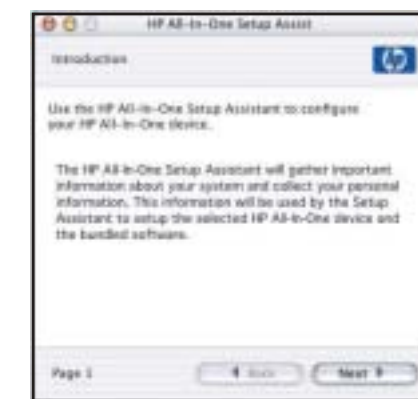 HP All-In-One Setup Assist
Introduction
hp
Use the HP All-In-One Setup Assistant to configure
your HP All-In-One device.
The HP All-In-One Setup Assistant will gather important
information about your system and collect your personal
information. This information will be used by the Setup
Assistant to setup the selected HP All-In-One device and
the bundled software.
Page 1
Back
Next